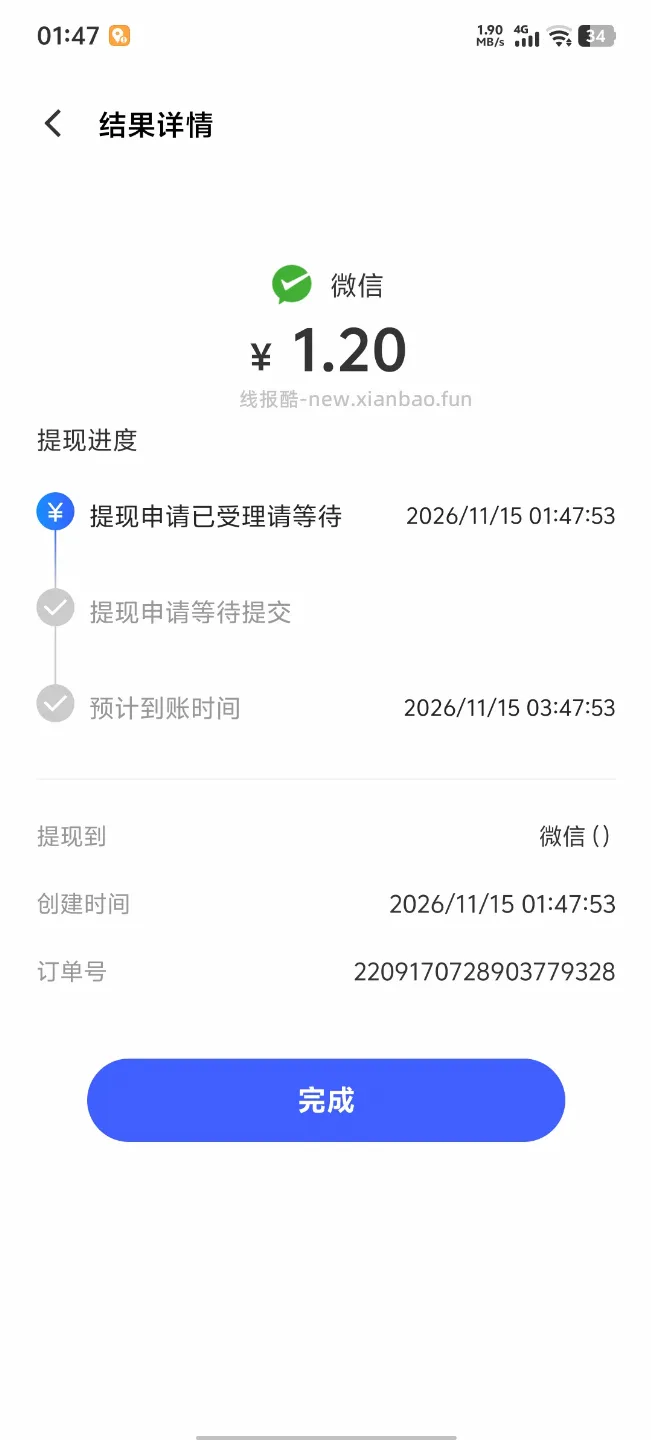 01:47
1.90 MB/s 4G 34
结果详情
微信
¥ 1.20
线报酷-new.xianbao.fun
提现进度
¥ 提现申请已受理请等待 2026/11/15 01:47:53
提现申请等待提交
预计到账时间 2026/11/15 03:47:53
提现到 微信 ()
创建时间 2026/11/15 01:47:53
订单号 2209170728903779328
完成